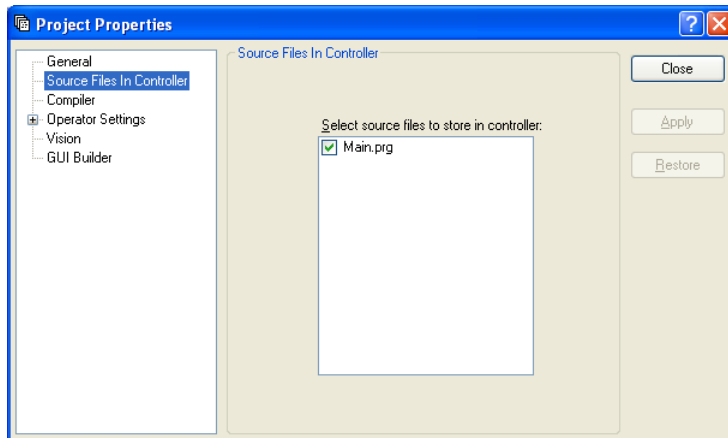 Project Properties
General
Source Files In Controller
Compiler
Operator Settings
Vision
GUI Builder
Source Files In Controller
Select source files to store in controller:
Main.prg
Close
Apply
Restore